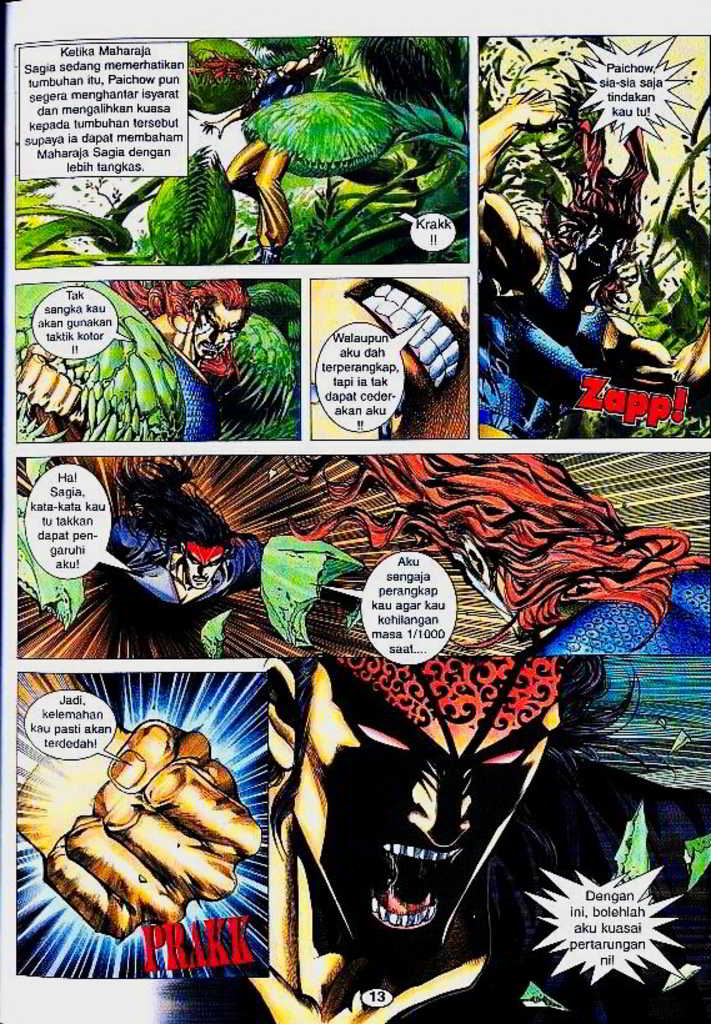 Ketika Maharaja
Sagia sedang memerhatikan
tumbuhan itu, Paichow pun
segera menghantar isyarat
dan mengalihkan kuasa
kepada tumbuhan tersebut
supaya ia dapat membaham
Maharaja Sagia dengan
lebih tangkas.
Krakk
!!
Paichow,
sia-sia saja
tindakan
kau tu!
Zapp!
Tak
sangka kau
akan gunakan
taktik kotor
!!
Walaupun
aku dah
terperangkap,
tapi ia tak
dapat ceder-
akan aku
!!
Ha!
Sagia,
kata-kata kau
tu takkan
dapat pen-
garuhi
aku!
Aku
sengaja
perangkap
kau agar kau
kehilangan
masa 1/1000
saat....
Jadi,
kelemahan
kau pasti akan
terdedah!
PRAKK
Dengan
ini, bolehlah
aku kuasai
pertarungan
ni!
13